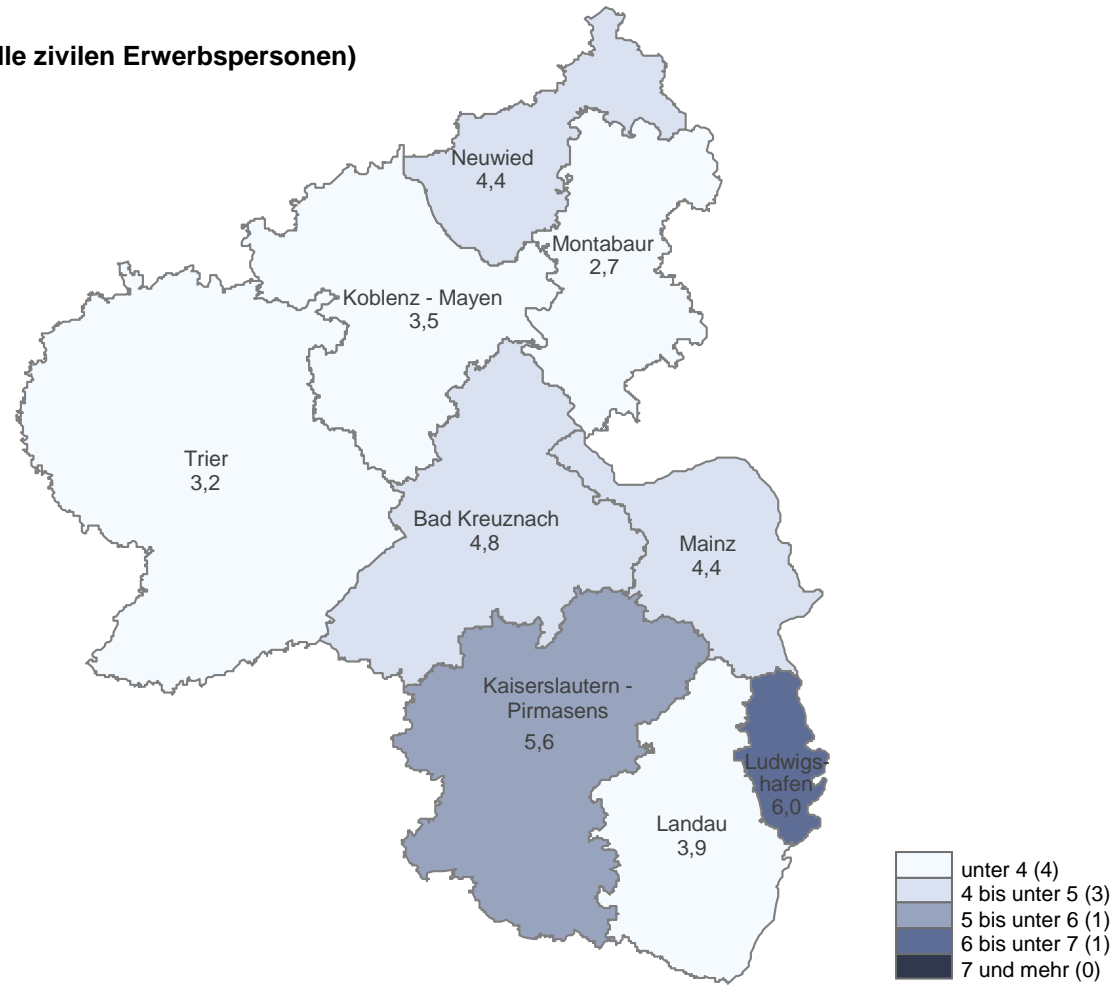 lle zivilen Erwerbspersonen)
Neuwied
4,4
Montabaur
2,7
Koblenz - Mayen
3,5
Trier
3,2
Bad Kreuznach
4,8
Mainz
4,4
Kaiserslautern -
Pirmasens
5,6
Ludwigs-
hafen
6,0
Landau
3,9
unter 4 (4)
4 bis unter 5 (3)
5 bis unter 6 (1)
6 bis unter 7 (1)
7 und mehr (0)